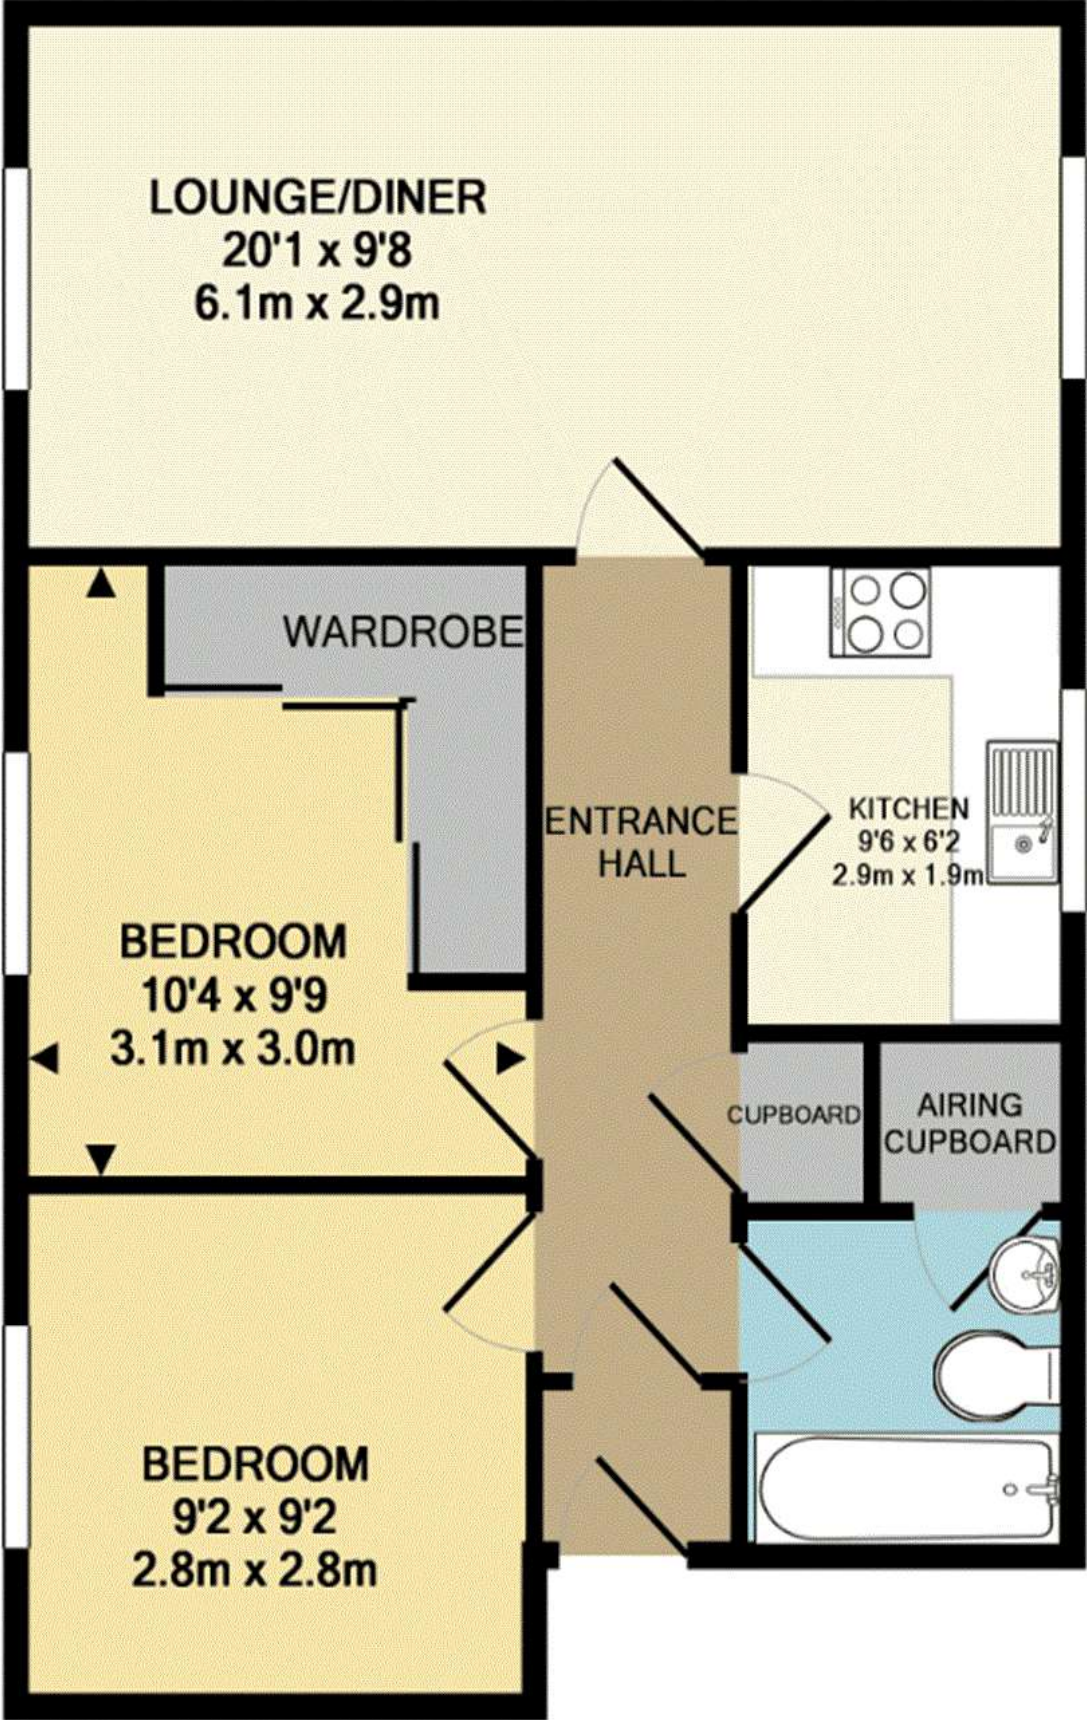 LOUNGE/DINER
20'1 x 9'8
6.1m x 2.9m
WARDROBE
ENTRANCE
HALL
KITCHEN
9'6 x 6'2
2.9m x 1.9m
BEDROOM
10'4 x 9'9
3.1m x 3.0m
CUPBOARD
AIRING
CUPBOARD
BEDROOM
9'2 x 9'2
2.8m x 2.8m